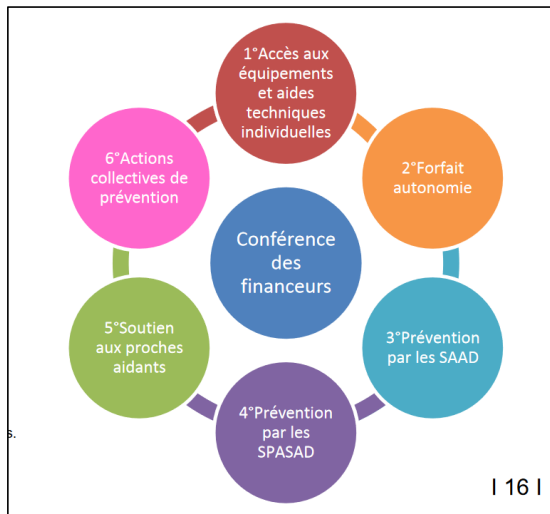 1°Accès aux
équipements
et aides
techniques
individuelles
2°Forfait
autonomie
3°Prévention
par les SAAD
4°Prévention
par les
SPASAD
5°Soutien
aux proches
aidants
6°Actions
collectives de
prévention
Conférence
des
financeurs
s.
I 16 I